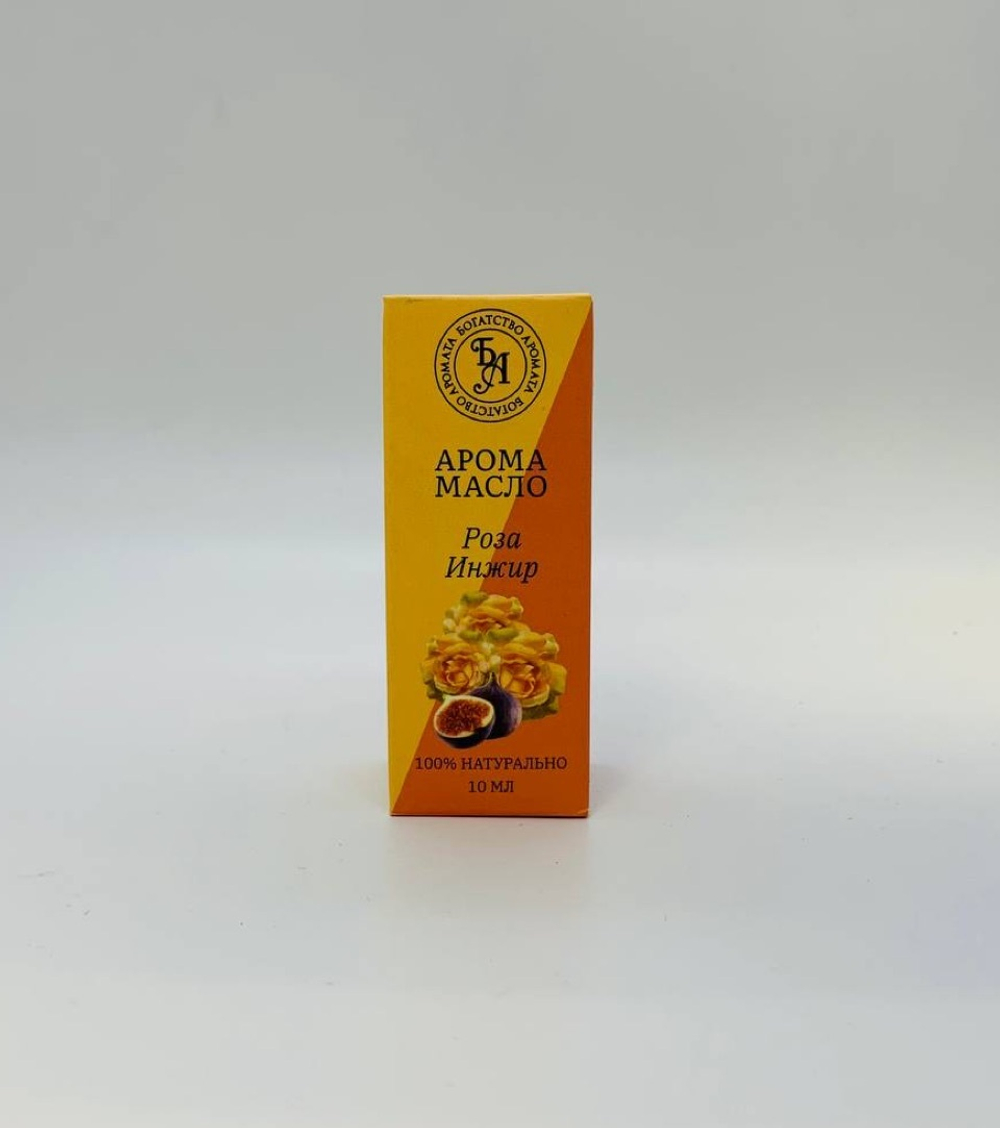 БОГАТСТВО АРОМАТА БОГАТСТВО АРОМАТА
БА
АРОМА
МАСЛО
Роза
Инжир
100% НАТУРАЛЬНО
10 МЛ